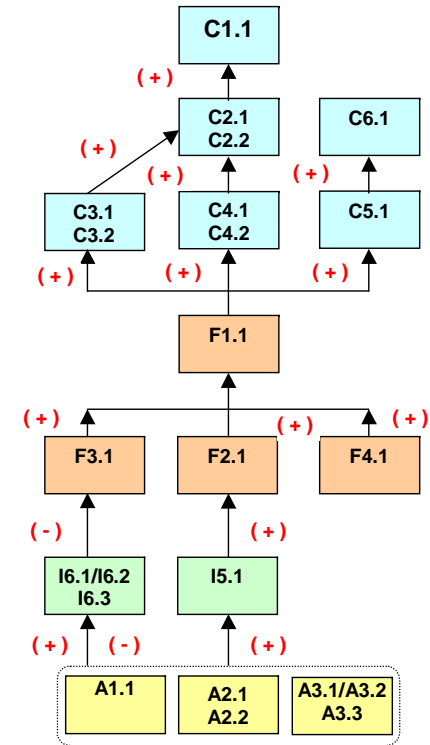 C1.1
( + )
C2.1
C2.2
C6.1
( + )
( + )
( + )
C3.1
C3.2
C4.1
C4.2
C5.1
( + )
( + )
( + )
F1.1
( + )
( + )
( + )
F3.1
F2.1
F4.1
( - )
( + )
I6.1/I6.2
I6.3
I5.1
( + )
( - )
( + )
A1.1
A2.1
A2.2
A3.1/A3.2
A3.3